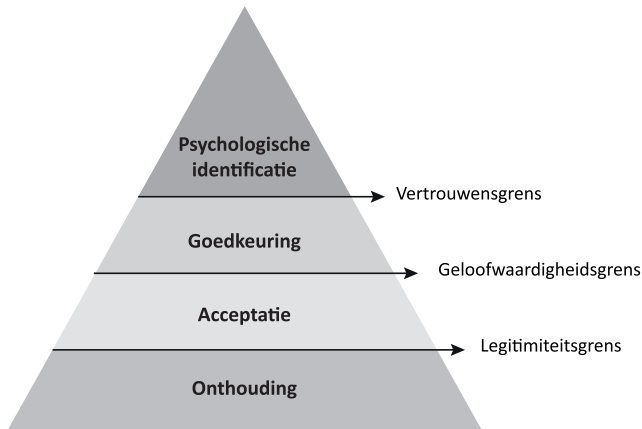 Psychologische
identificatie
Vertrouwensgrens
Goedkeuring
Geloofwaardigheidsgrens
Acceptatie
Legitimiteitsgrens
Onthouding